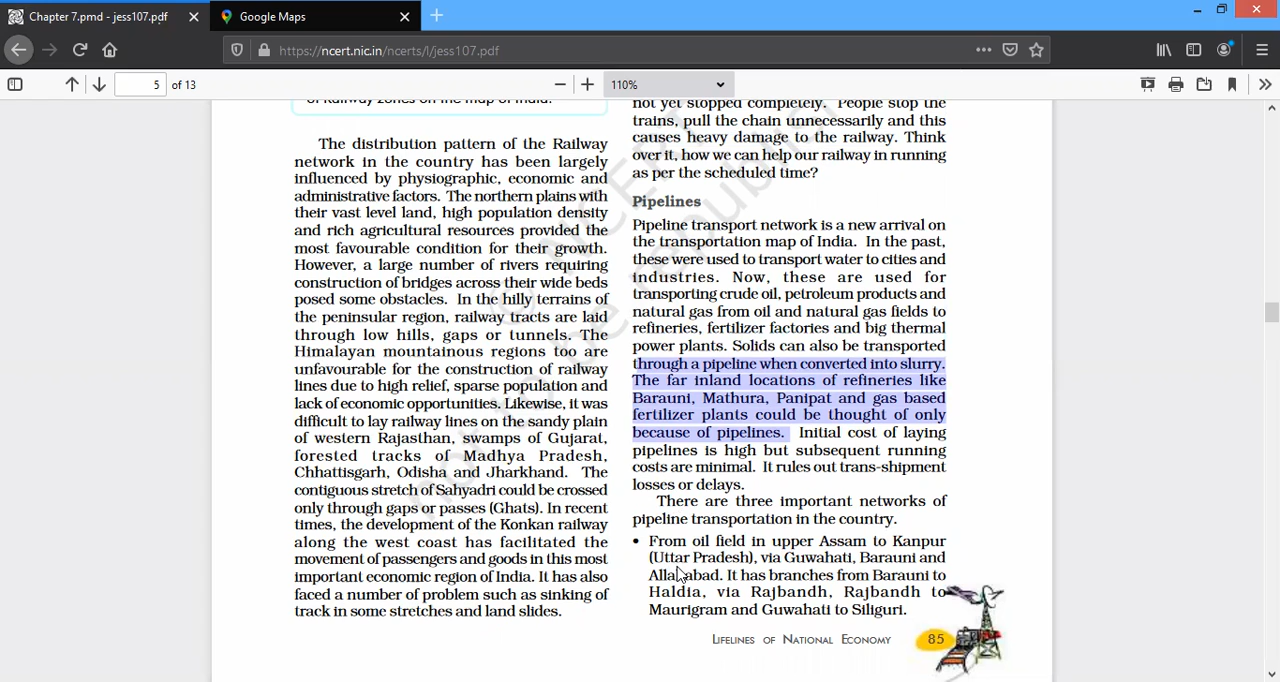 Chapter 7.pmd - jess107.pdf
Google Maps
https://ncert.nic.in/ncerts/l/jess107.pdf
5 of 13
110%
of Railway zones on the map of India.
The distribution pattern of the Railway
network in the country has been largely
influenced by physiographic, economic and
administrative factors. The northern plains with
their vast level land, high population density
and rich agricultural resources provided the
most favourable condition for their growth.
However, a large number of rivers requiring
construction of bridges across their wide beds
posed some obstacles. In the hilly terrains of
the peninsular region, railway tracts are laid
through low hills, gaps or tunnels. The
Himalayan mountainous regions too are
unfavourable for the construction of railway
lines due to high relief, sparse population and
lack of economic opportunities. Likewise, it was
difficult to lay railway lines on the sandy plain
of western Rajasthan, swamps of Gujarat,
forested tracks of Madhya Pradesh,
Chhattisgarh, Odisha and Jharkhand. The
contiguous stretch of Sahyadri could be crossed
only through gaps or passes (Ghats). In recent
times, the development of the Konkan railway
along the west coast has facilitated the
movement of passengers and goods in this most
important economic region of India. It has also
faced a number of problem such as sinking of
track in some stretches and land slides.
not yet stopped completely. People stop the
trains, pull the chain unnecessarily and this
causes heavy damage to the railway. Think
over it, how we can help our railway in running
as per the scheduled time?
Pipelines
Pipeline transport network is a new arrival on
the transportation map of India. In the past,
these were used to transport water to cities and
industries. Now, these are used for
transporting crude oil, petroleum products and
natural gas from oil and natural gas fields to
refineries, fertilizer factories and big thermal
power plants. Solids can also be transported
through a pipeline when converted into slurry.
The far inland locations of refineries like
Barauni, Mathura, Panipat and gas based
fertilizer plants could be thought of only
because of pipelines. Initial cost of laying
pipelines is high but subsequent running
costs are minimal. It rules out trans-shipment
losses or delays.
There are three important networks of
pipeline transportation in the country.
• From oil field in upper Assam to Kanpur
(Uttar Pradesh), via Guwahati, Barauni and
Allahabad. It has branches from Barauni to
Haldia, via Rajbandh, Rajbandh to
Maurigram and Guwahati to Siliguri.
LIFELINES OF NATIONAL ECONOMY 85
© NCERT
not to be republished